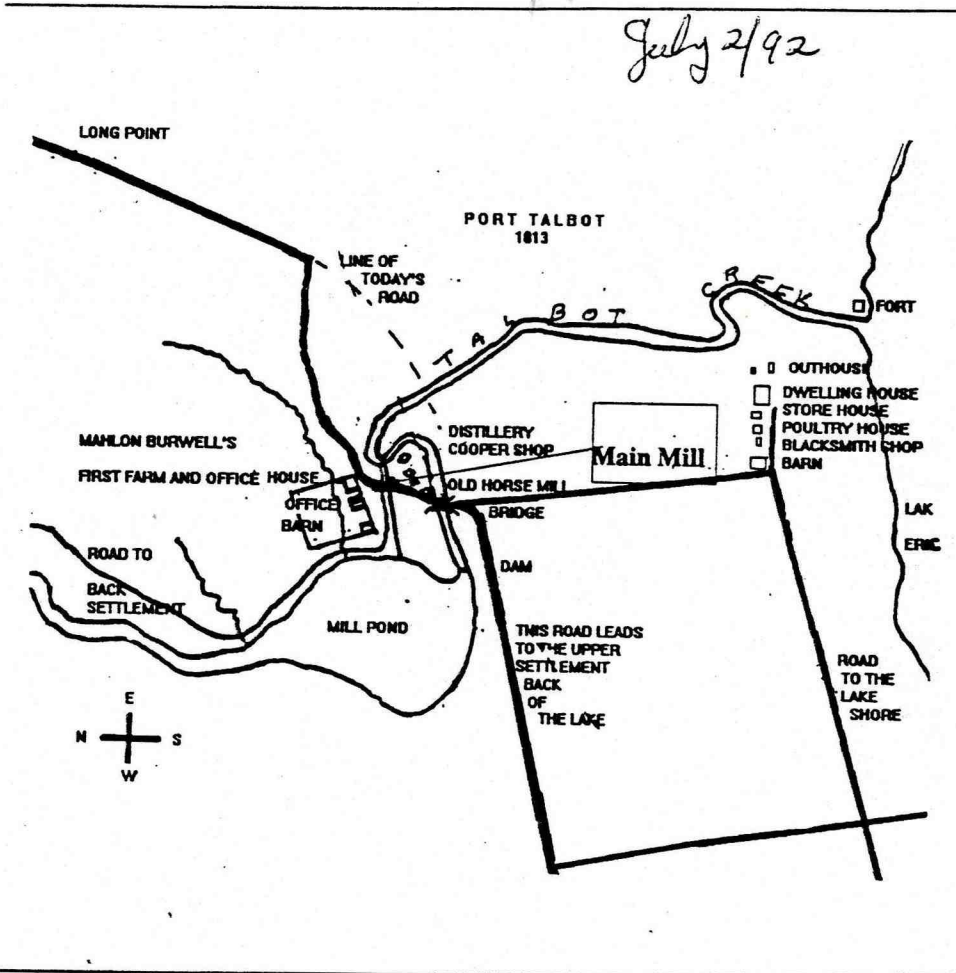 July 2/92
LONG POINT
PORT TALBOT
1813
LINE OF
TODAY'S
ROAD
TALBOT CREEK
FORT
OUTHOUSE
DWELLING HOUSE
STORE HOUSE
POULTRY HOUSE
BLACKSMITH SHOP
BARN
MAHLON BURWELL'S
FIRST FARM AND OFFICE HOUSE
OFFICE
BARN
DISTILLERY
COOPER SHOP
Main Mill
OLD HORSE MILL
BRIDGE
LAK
ERIE
ROAD TO
BACK
SETTLEMENT
DAM
MILL POND
THIS ROAD LEADS
TO THE UPPER
SETTLEMENT
BACK
OF
THE LAKE
ROAD
TO THE
LAKE
SHORE
E
N S
W